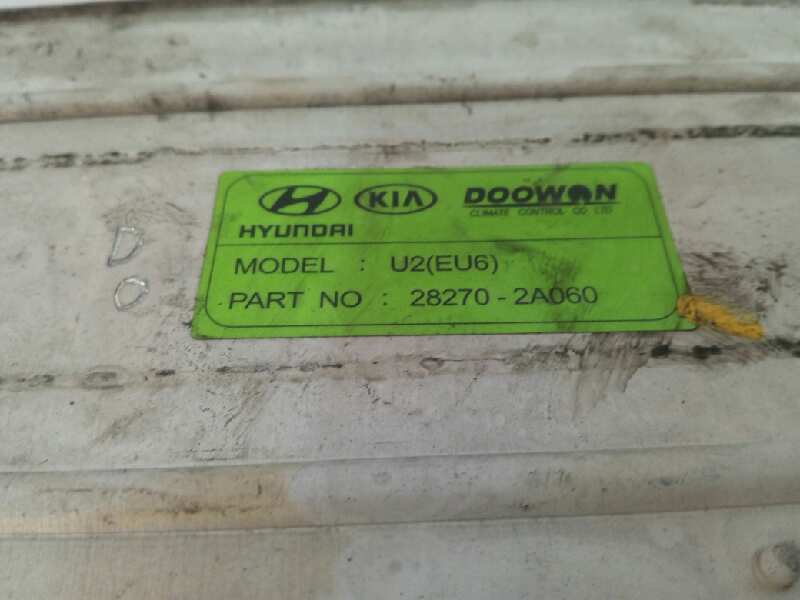 HYUNDAI KIA DOOWON
CLIMATE CONTROL CO LTD
MODEL : U2(EU6)
PART NO : 28270-2A060
D
O